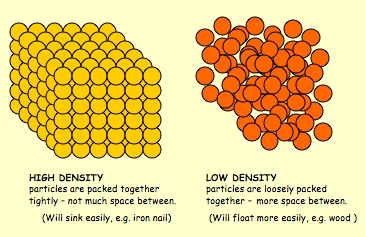 HIGH DENSITY
particles are packed together
tightly – not much space between.
(Will sink easily, e.g. iron nail)
LOW DENSITY
particles are loosely packed
together – more space between.
(Will float more easily, e.g. wood )